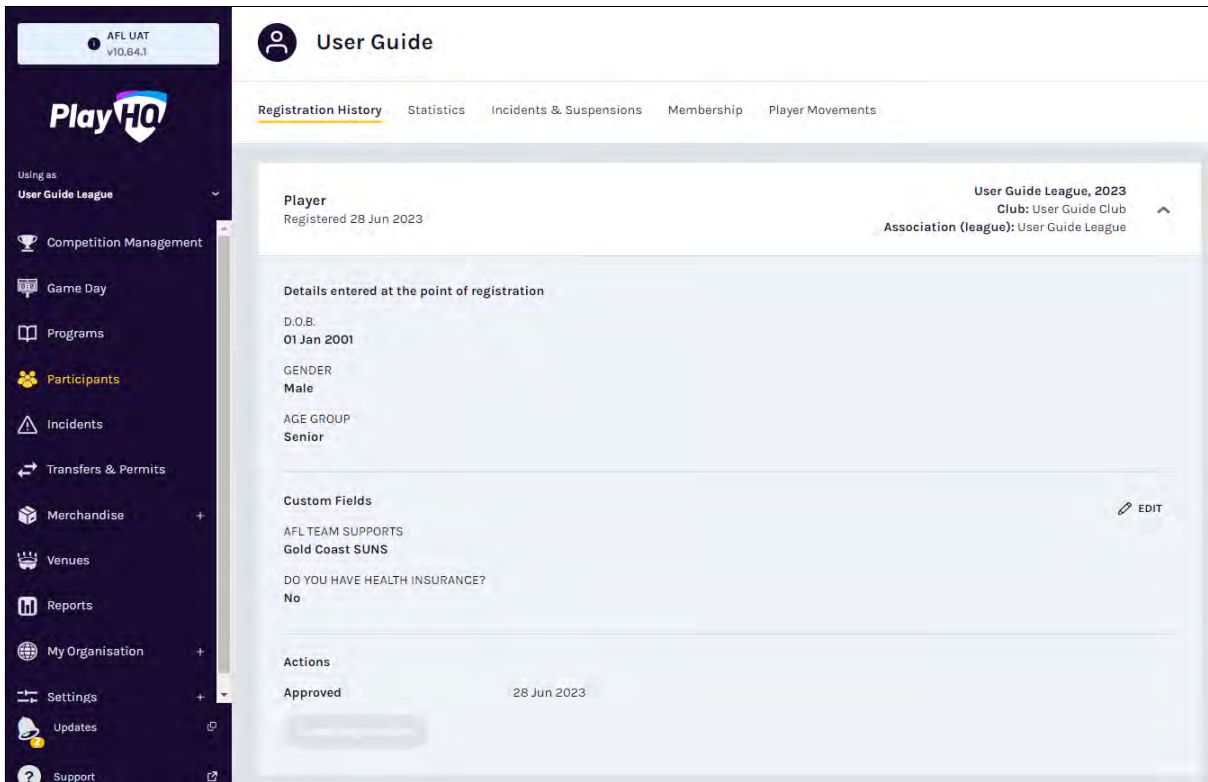 AFL UAT
v10.64.1
PlayHQ
Using as
User Guide League
Competition Management
Game Day
Programs
Participants
Incidents
Transfers & Permits
Merchandise +
Venues
Reports
My Organisation +
Settings +
Updates
2
? Support
User Guide
Registration History Statistics Incidents & Suspensions Membership Player Movements
Player
Registered 28 Jun 2023
User Guide League, 2023
Club: User Guide Club
Association (league): User Guide League
Details entered at the point of registration
D.O.B.
01 Jan 2001
GENDER
Male
AGE GROUP
Senior
Custom Fields
EDIT
AFL TEAM SUPPORTS
Gold Coast SUNS
DO YOU HAVE HEALTH INSURANCE?
No
Actions
Approved 28 Jun 2023